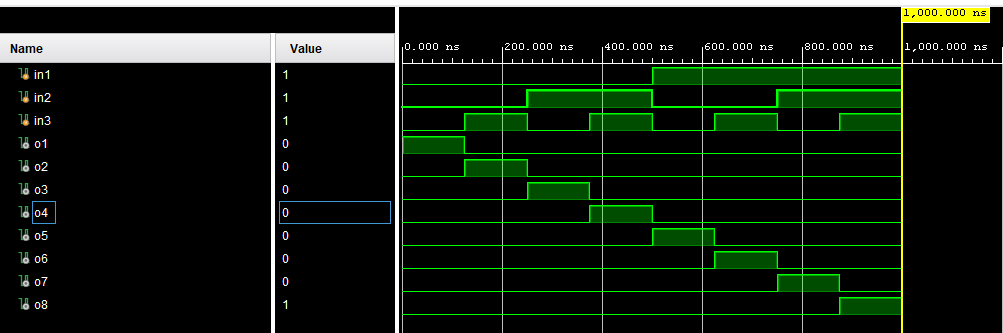 1,000.000 ns
Name Value
0.000 ns 200.000 ns 400.000 ns 600.000 ns 800.000 ns 1,000.000 ns
in1 1
in2 1
in3 1
o1 0
o2 0
o3 0
o4 0
o5 0
o6 0
o7 0
o8 1